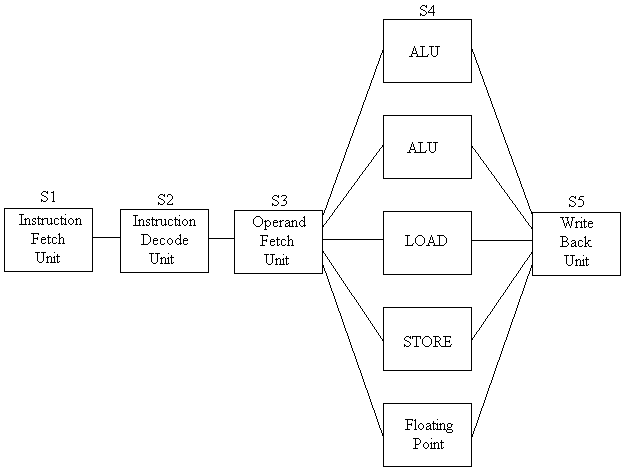 S1
Instruction
Fetch
Unit
S2
Instruction
Decode
Unit
S3
Operand
Fetch
Unit
S4
ALU
ALU
LOAD
STORE
Floating
Point
S5
Write
Back
Unit